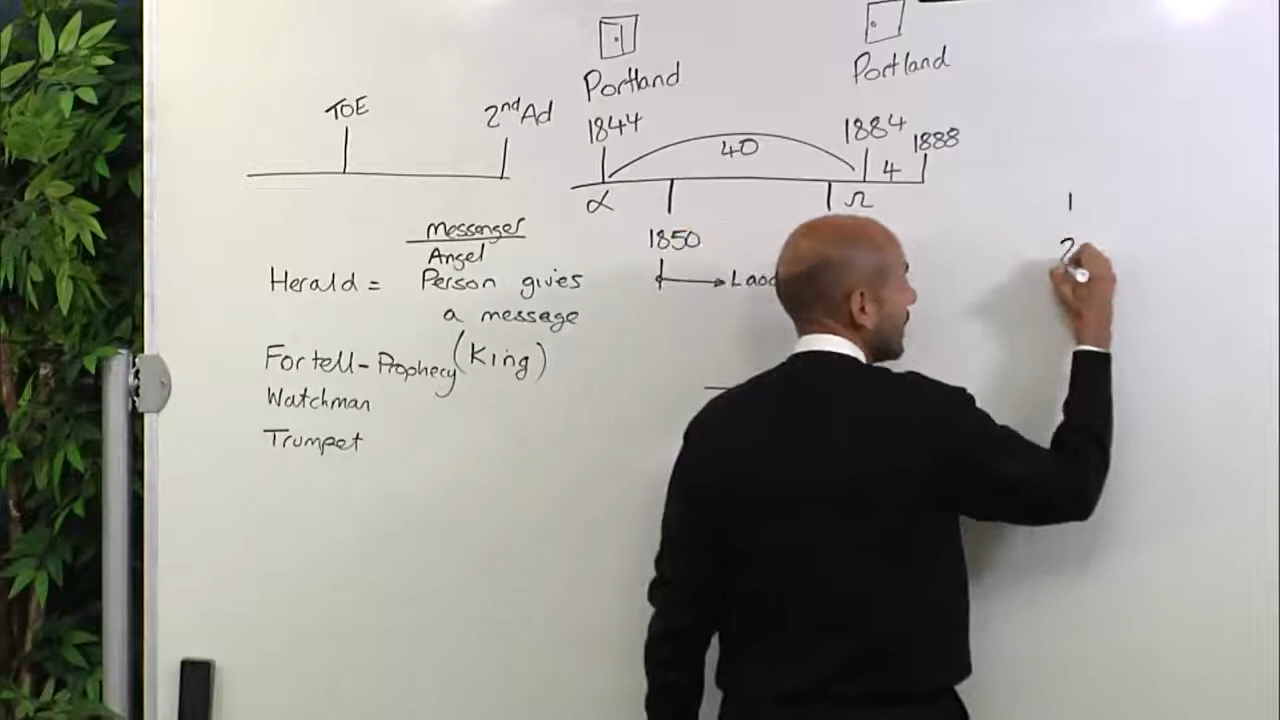 Portland
Portland
TOE
2nd Ad
1844
40
1884
4
1888
α
Ω
messenger
Angel
1850
Herald = Person gives
a message
Laod
Fortell-Prophecy (King)
Watchman
Trumpet
1
2